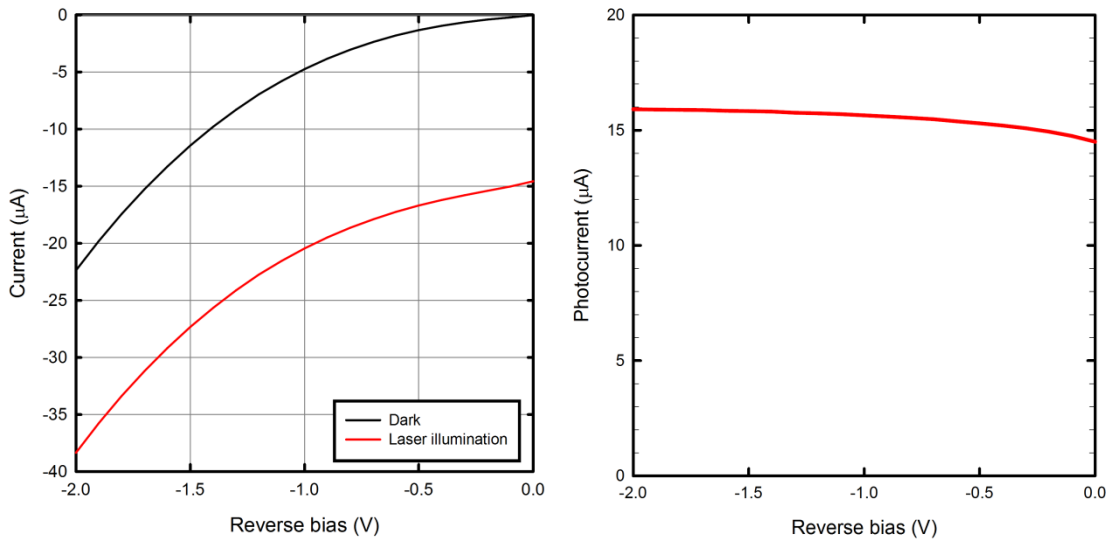 0
-5
-10
-15
-20
-25
-30
-35
-40
-2.0 -1.5 -1.0 -0.5 0.0
Current (μA)
Reverse bias (V)
Dark
Laser illumination
20
15
10
5
0
-2.0 -1.5 -1.0 -0.5 0.0
Photocurrent (μA)
Reverse bias (V)